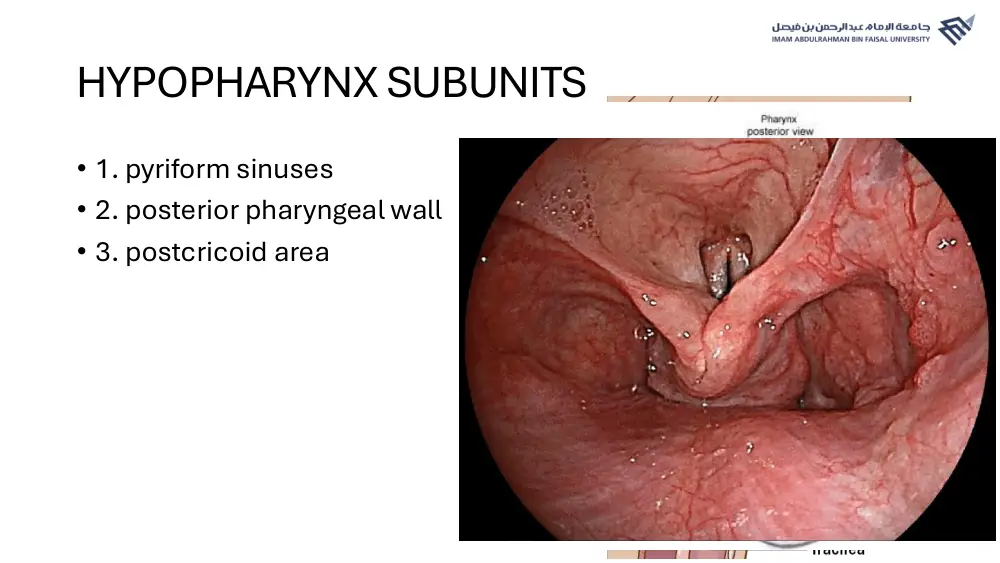 جامعة الإمام عبدالرحمن بن فيصل
IMAM ABDULRAHMAN BIN FAISAL UNIVERSITY
HYPOPHARYNX SUBUNITS
Pharynx
posterior view
• 1. pyriform sinuses
• 2. posterior pharyngeal wall
• 3. postcricoid area
Trachea